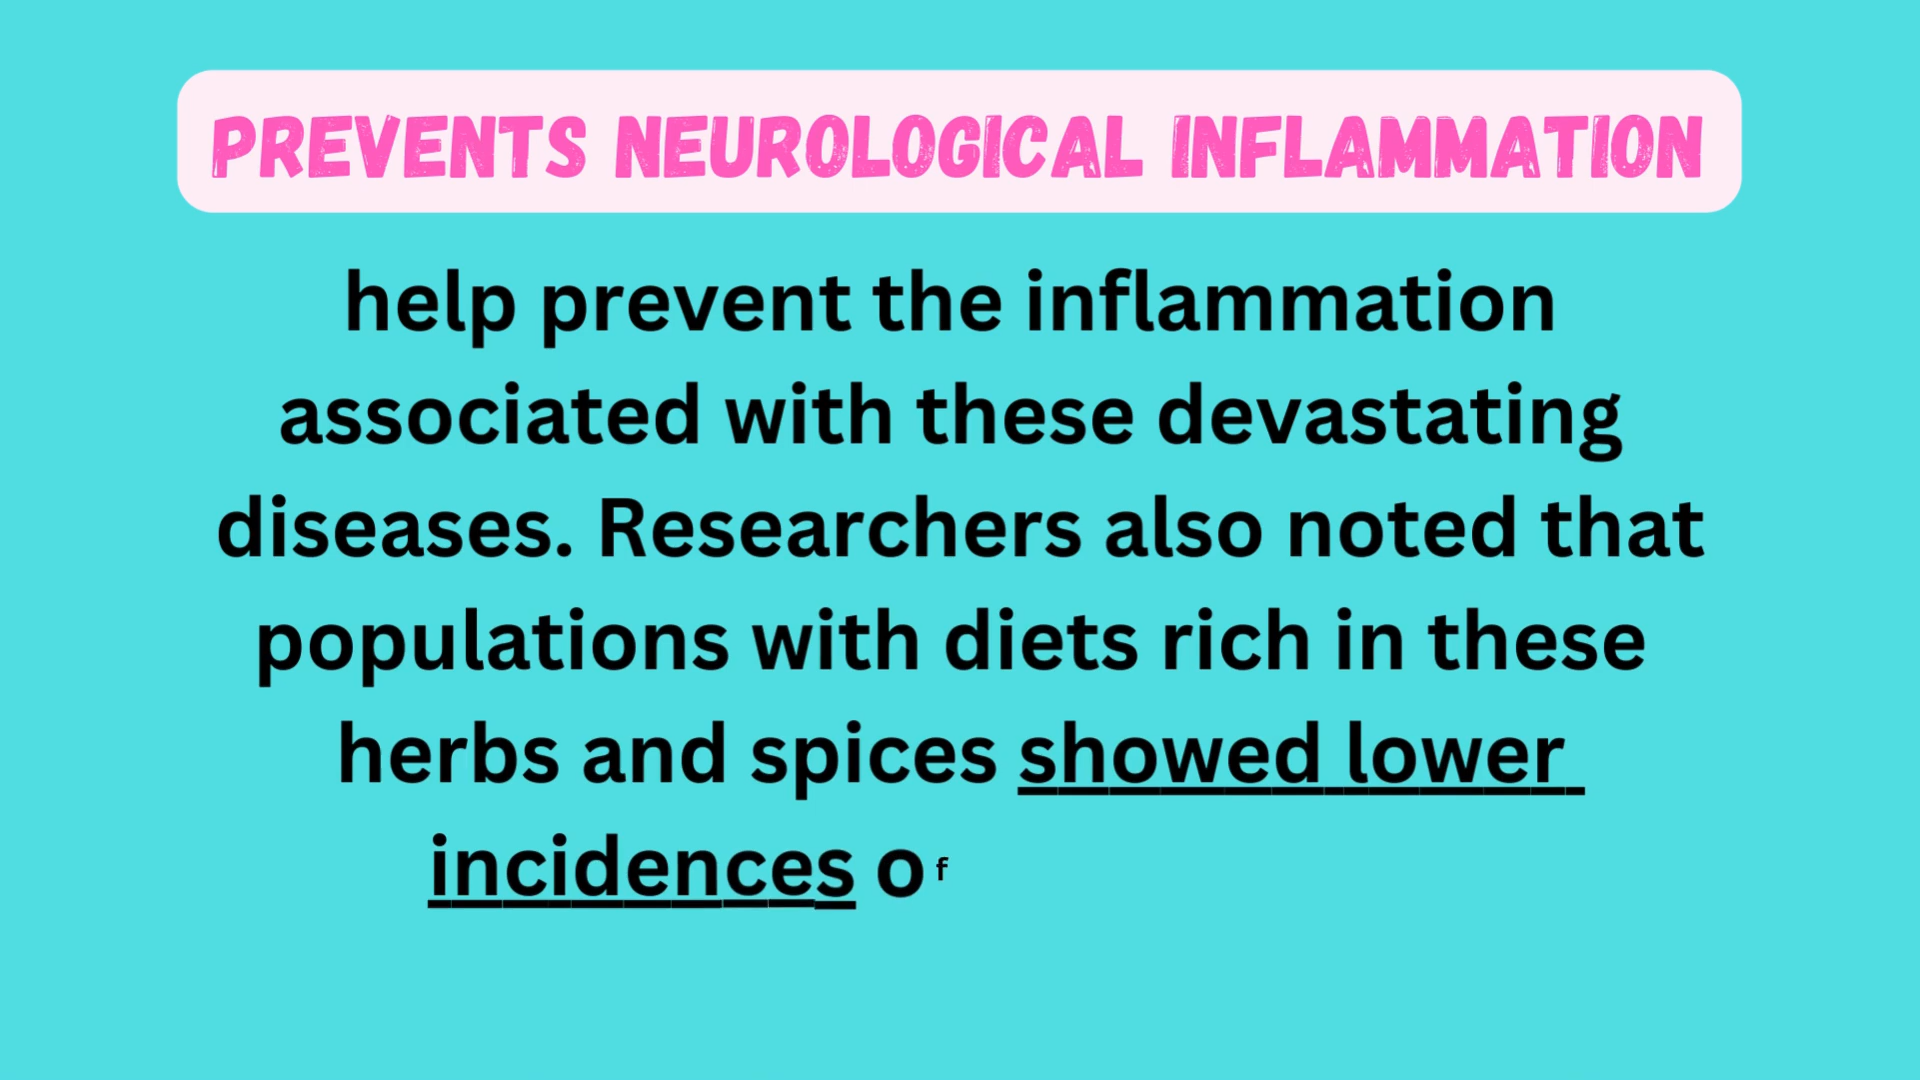 PREVENTS NEUROLOGICAL INFLAMMATION
help prevent the inflammation
associated with these devastating
diseases. Researchers also noted that
populations with diets rich in these
herbs and spices showed lower
incidences of